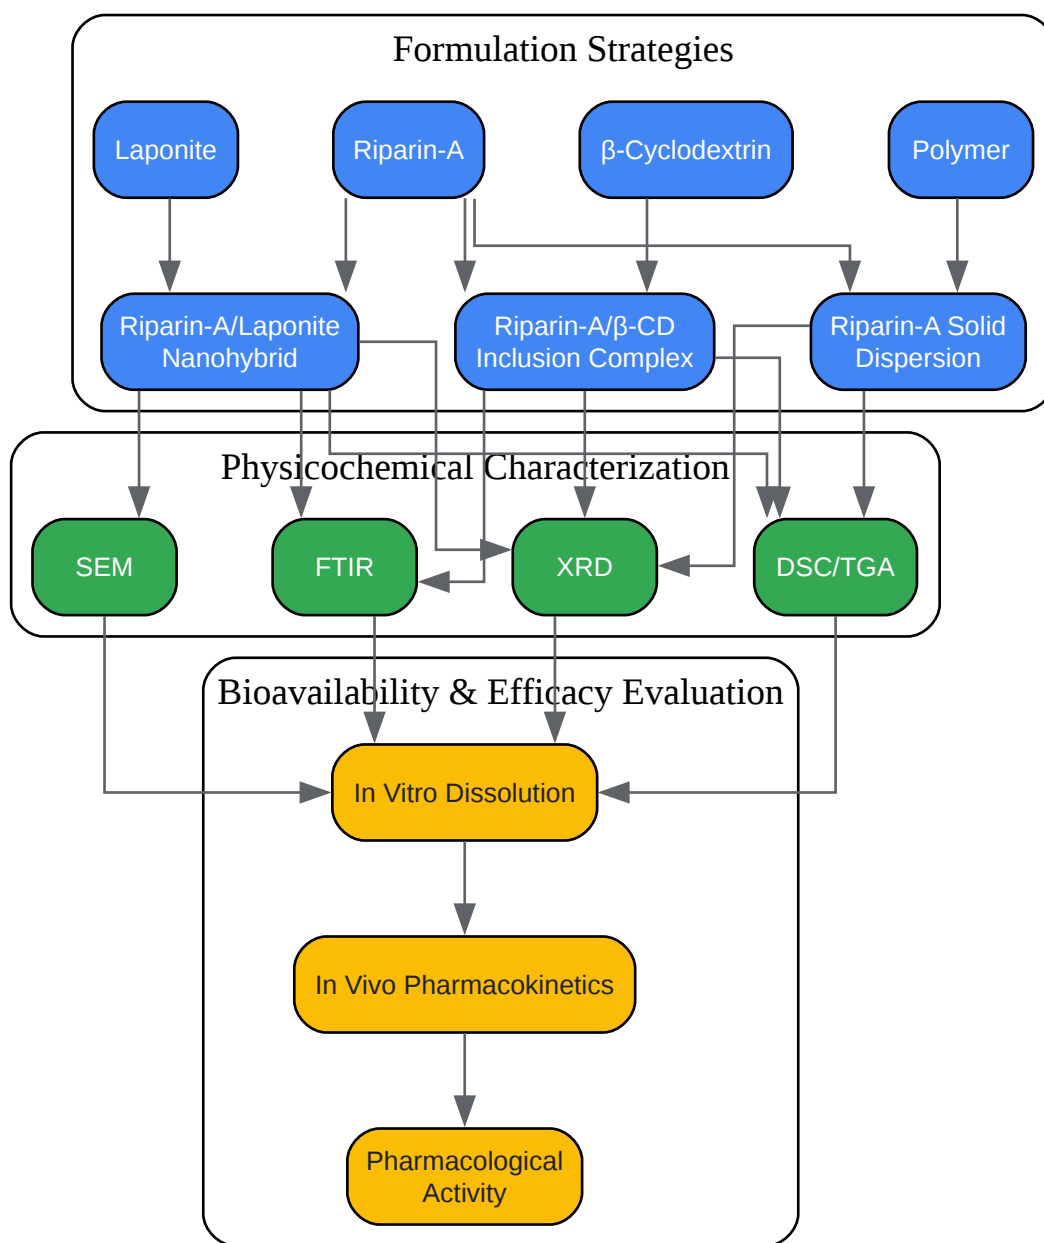 Formulation Strategies
Laponite
Riparin-A
β-Cyclodextrin
Polymer
Riparin-A/Laponite
Nanohybrid
Riparin-A/β-CD
Inclusion Complex
Riparin-A Solid
Dispersion
Physicochemical Characterization
SEM
FTIR
XRD
DSC/TGA
Bioavailability & Efficacy Evaluation
In Vitro Dissolution
In Vivo Pharmacokinetics
Pharmacological
Activity